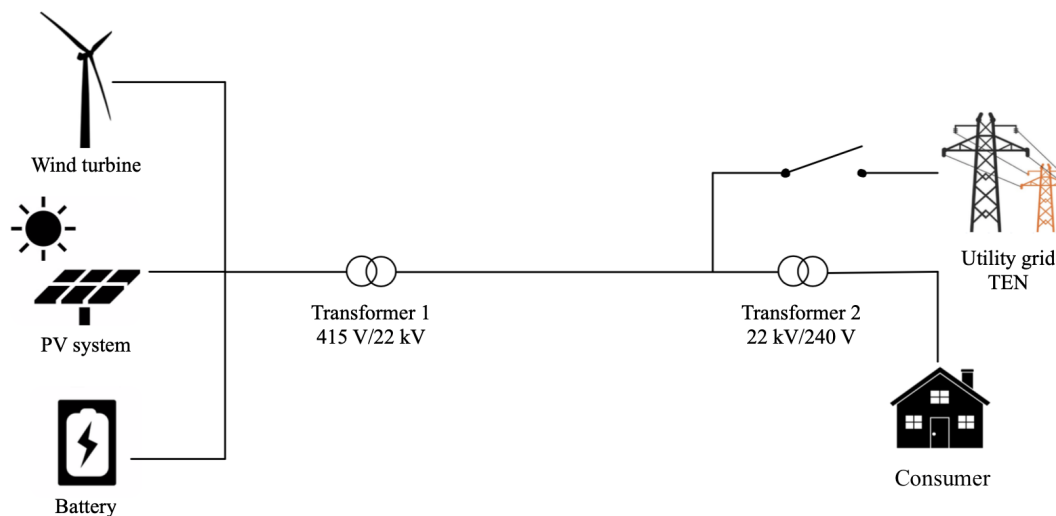 Wind turbine
PV system
Battery
Transformer 1
415 V/22 kV
Transformer 2
22 kV/240 V
Utility grid
TEN
Consumer